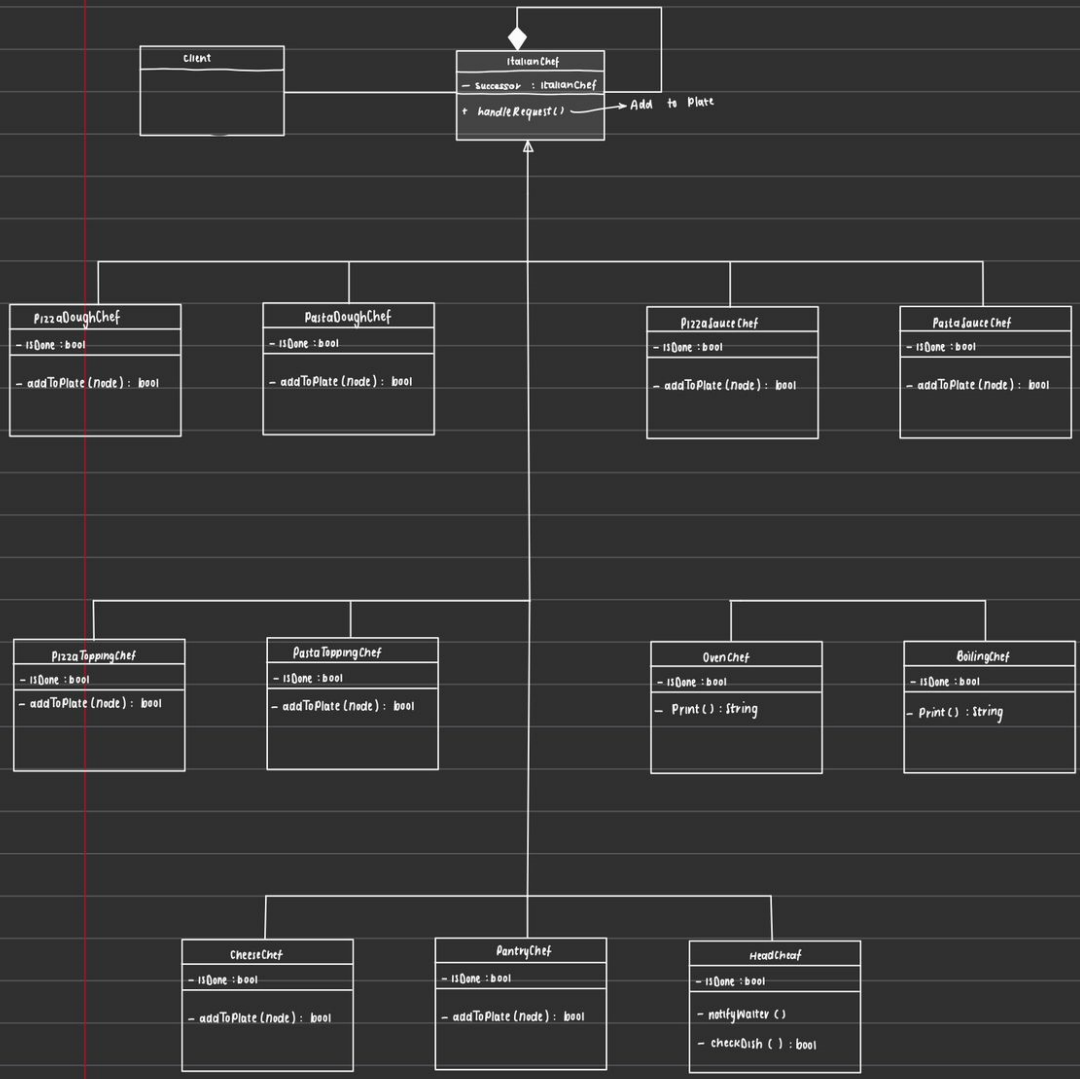 Client
ItalianChef
- Successor : ItalianChef
+ handleRequest()
Add to Plate
PizzaDoughChef
- isDone : bool
- addToPlate (node) : bool
PastaDoughChef
- isDone : bool
- addToPlate (node) : bool
PizzaSauceChef
- isDone : bool
- addToPlate (node) : bool
PastaSauceChef
- isDone : bool
- addToPlate (node) : bool
PizzaToppingChef
- isDone : bool
- addToPlate (node) : bool
PastaToppingChef
- isDone : bool
- addToPlate (node) : bool
OvenChef
- isDone : bool
- Print() : String
BoilingChef
- isDone : bool
- Print() : String
CheeseChef
- isDone : bool
- addToPlate (node) : bool
PantryChef
- isDone : bool
- addToPlate (node) : bool
HeadCheaf
- isDone : bool
- notifyWaiter ()
- checkDish () : bool